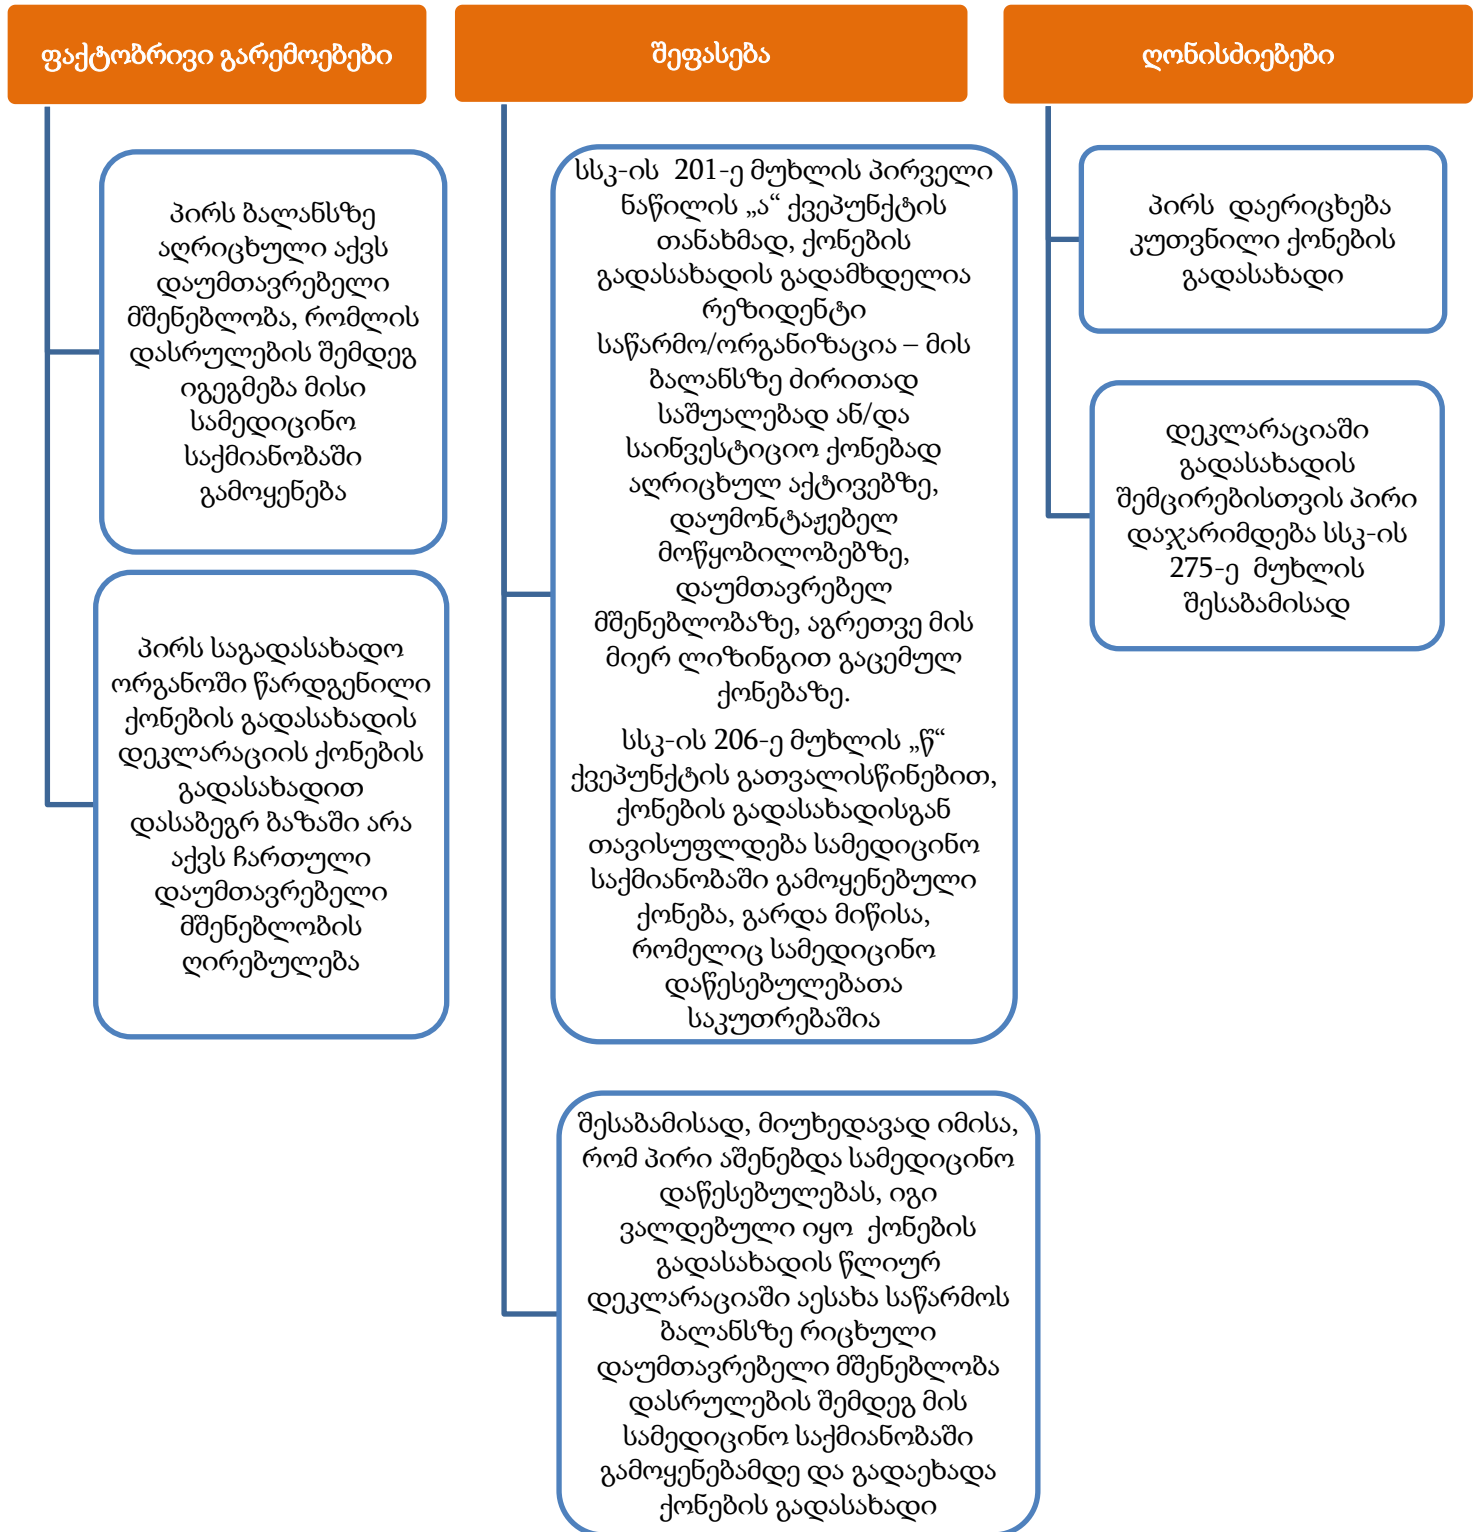 ფაქტობრივი გარემოებები
პირს ბალანსზე
აღრიცხული აქვს
დაუმთავრებელი
მშენებლობა, რომლის
დასრულების შემდეგ
იგეგმება მისი
სამედიცინო
საქმიანობაში
გამოყენება
პირს საგადასახადო
ორგანოში წარდგენილი
ქონების გადასახადის
დეკლარაციის ქონების
გადასახადით
დასაბეგრ ბაზაში არა
აქვს ჩართული
დაუმთავრებელი
მშენებლობის
ღირებულება
შეფასება
სსკ-ის 201-ე მუხლის პირველი
ნაწილის „ა“ ქვეპუნქტის
თანახმად, ქონების
გადასახადის გადამხდელია
რეზიდენტი
საწარმო/ორგანიზაცია – მის
ბალანსზე ძირითად
საშუალებად ან/და
საინვესტიციო ქონებად
აღრიცხულ აქტივებზე,
დაუმონტაჟებელ
მოწყობილობებზე,
დაუმთავრებელ
მშენებლობაზე, აგრეთვე მის
მიერ ლიზინგით გაცემულ
ქონებაზე.
სსკ-ის 206-ე მუხლის „წ“
ქვეპუნქტის გათვალისწინებით,
ქონების გადასახადისგან
თავისუფლდება სამედიცინო
საქმიანობაში გამოყენებული
ქონება, გარდა მიწისა,
რომელიც სამედიცინო
დაწესებულებათა
საკუთრებაშია
შესაბამისად, მიუხედავად იმისა,
რომ პირი აშენებდა სამედიცინო
დაწესებულებას, იგი
ვალდებული იყო ქონების
გადასახადის წლიურ
დეკლარაციაში აესახა საწარმოს
ბალანსზე რიცხული
დაუმთავრებელი მშენებლობა
დასრულების შემდეგ მის
სამედიცინო საქმიანობაში
გამოყენებამდე და გადაეხადა
ქონების გადასახადი
ღონისძიებები
პირს დაერიცხება
კუთვნილი ქონების
გადასახადი
დეკლარაციაში
გადასახადის
შემცირებისთვის პირი
დაჯარიმდება სსკ-ის
275-ე მუხლის
შესაბამისად